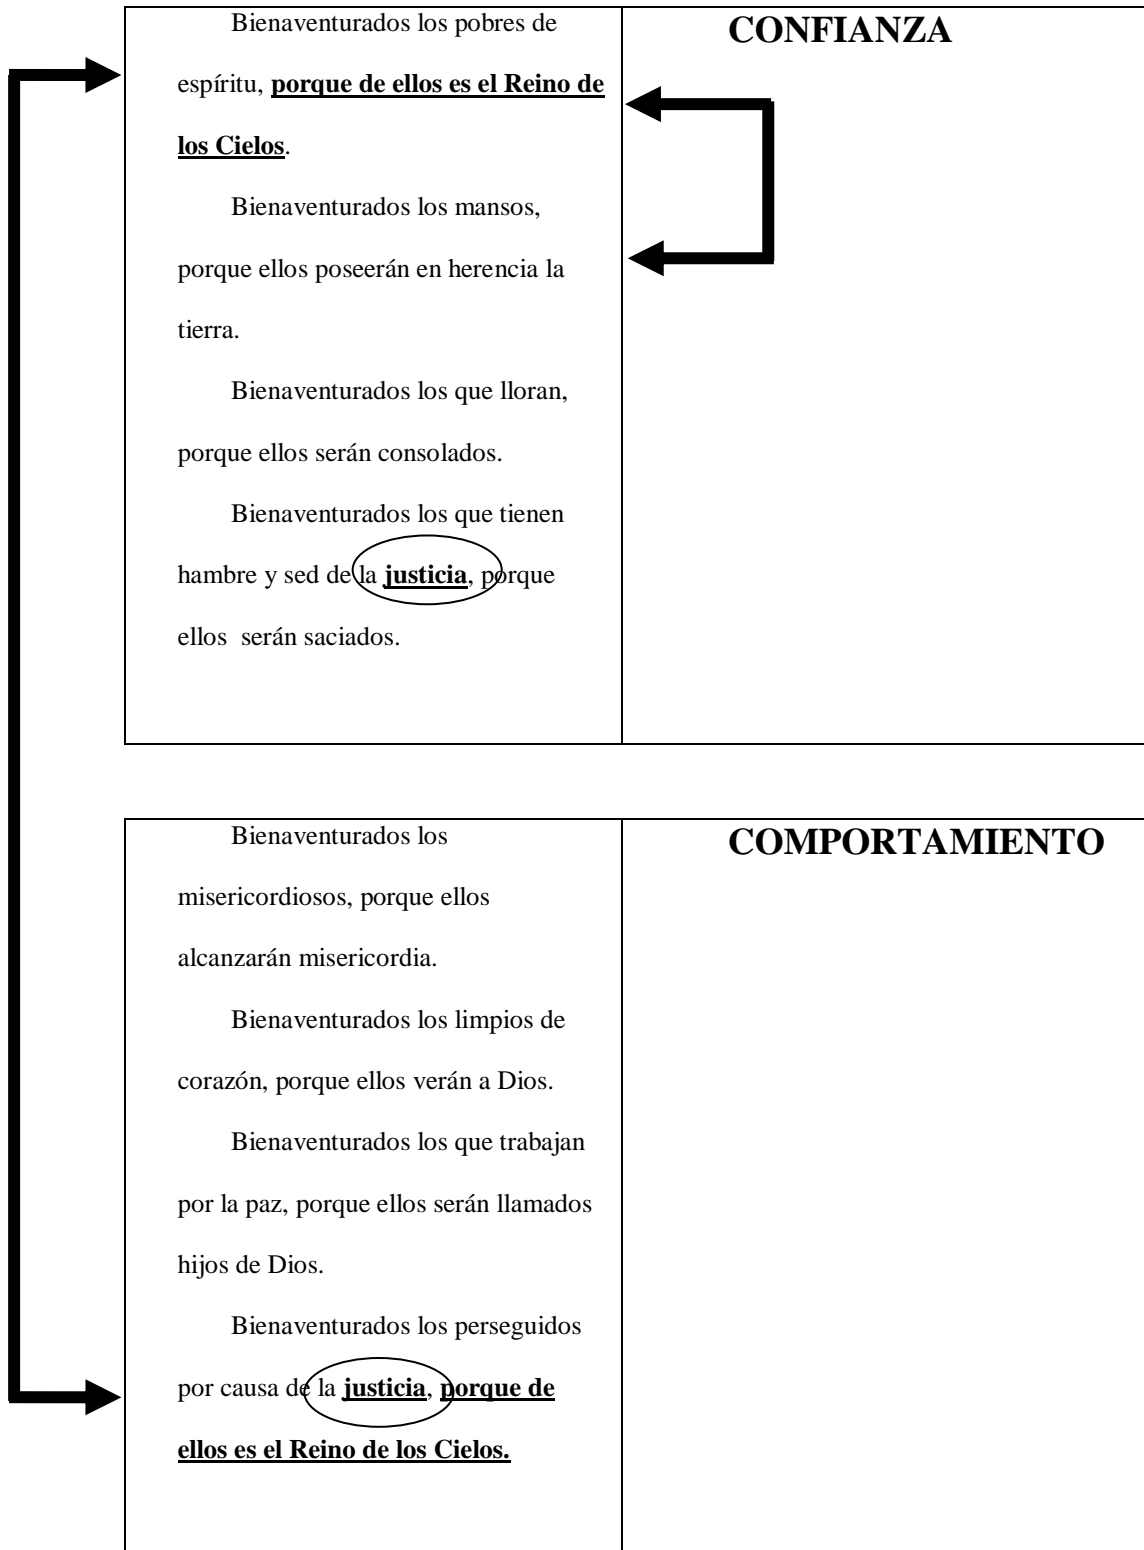 Bienaventurados los pobres de
espíritu, porque de ellos es el Reino de
los Cielos.
Bienaventurados los mansos,
porque ellos poseerán en herencia la
tierra.
Bienaventurados los que lloran,
porque ellos serán consolados.
Bienaventurados los que tienen
hambre y sed de la justicia, porque
ellos  serán saciados.
CONFIANZA
Bienaventurados los
misericordiosos, porque ellos
alcanzarán misericordia.
Bienaventurados los limpios de
corazón, porque ellos verán a Dios.
Bienaventurados los que trabajan
por la paz, porque ellos serán llamados
hijos de Dios.
Bienaventurados los perseguidos
por causa de la justicia, porque de
ellos es el Reino de los Cielos.
COMPORTAMIENTO